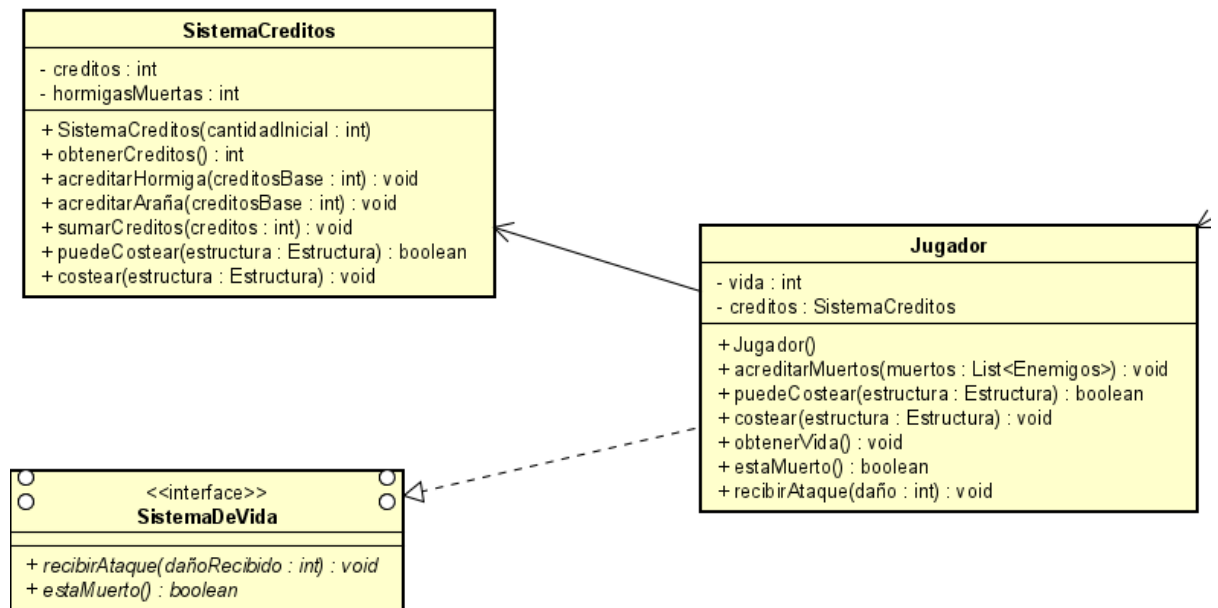 SistemaCreditos
- creditos : int
- hormigasMuertas : int
+ SistemaCreditos(cantidadInicial : int)
+ obtenerCreditos() : int
+ acreditarHormiga(creditosBase : int) : void
+ acreditarAraña(creditosBase : int) : void
+ sumarCreditos(creditos : int) : void
+ puedeCostear(estructura : Estructura) : boolean
+ costear(estructura : Estructura) : void
Jugador
- vida : int
- creditos : SistemaCreditos
+ Jugador()
+ acreditarMuertos(muertos : List<Enemigos>) : void
+ puedeCostear(estructura : Estructura) : boolean
+ costear(estructura : Estructura) : void
+ obtenerVida() : void
+ estaMuerto() : boolean
+ recibirAtaque(daño : int) : void
<<interface>>
SistemaDeVida
+ recibirAtaque(dañoRecibido : int) : void
+ estaMuerto() : boolean